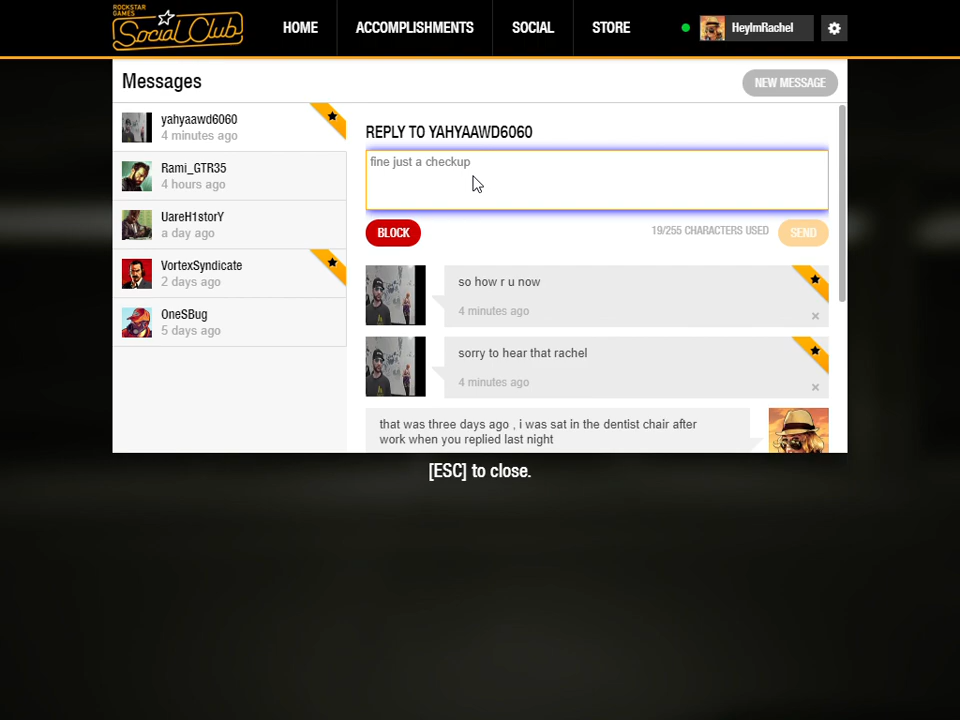 ROCKSTAR
GAMES
Social Club
HOME
ACCOMPLISHMENTS
SOCIAL
STORE
HeyImRachel
Messages
NEW MESSAGE
yahyaawd6060
4 minutes ago
Rami_GTR35
4 hours ago
UareH1storY
a day ago
VortexSyndicate
2 days ago
OneSBug
5 days ago
REPLY TO YAHYAAWD6060
fine just a checkup
BLOCK
19/255 CHARACTERS USED
SEND
so how r u now
4 minutes ago
sorry to hear that rachel
4 minutes ago
that was three days ago , i was sat in the dentist chair after
work when you replied last night
[ESC] to close.